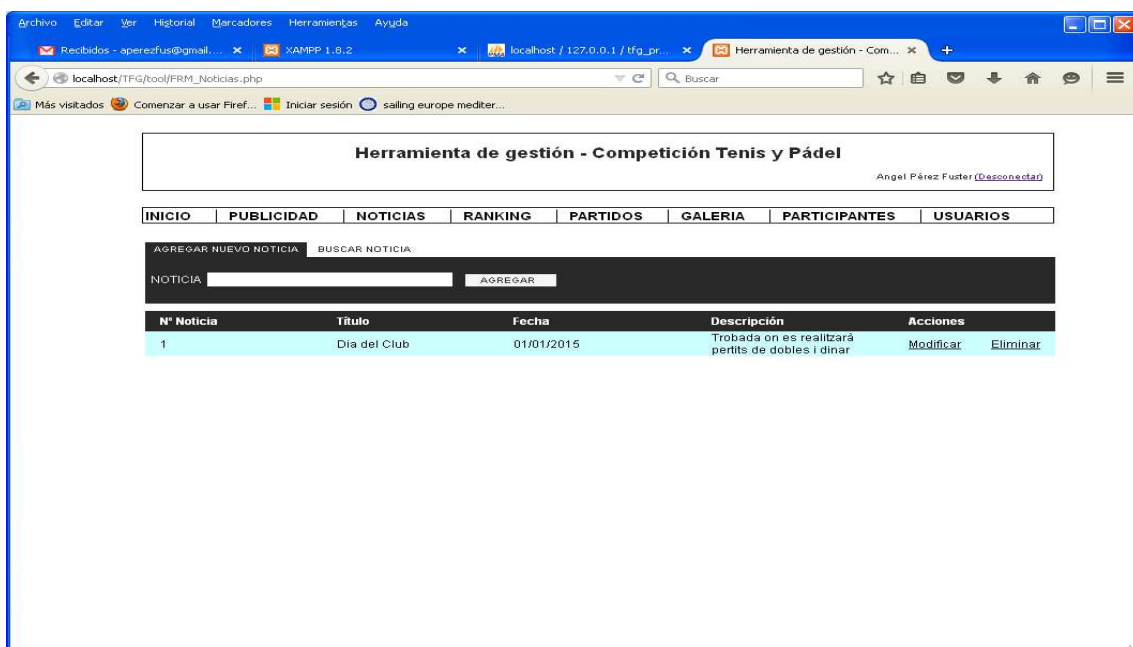 Archivo Editar Ver Historial Marcadores Herramientas Ayuda
Recibidos - aperezfus@gmail.... XAMPP 1.8.2 localhost / 127.0.0.1 / tfg_pr... Herramienta de gestión - Com...
localhost/TFG/tool/FRM_Noticias.php Buscar
Más visitados Comenzar a usar Firef... Iniciar sesión sailing europe mediter...
Herramienta de gestión - Competición Tenis y Pádel
Angel Pérez Fuster (Desconectar)
INICIO | PUBLICIDAD | NOTICIAS | RANKING | PARTIDOS | GALERIA | PARTICIPANTES | USUARIOS
AGREGAR NUEVO NOTICIA BUSCAR NOTICIA
NOTICIA AGREGAR
Nº Noticia Título Fecha Descripción Acciones
1 Dia del Club 01/01/2015 Trobada on es realitzarà
pertits de dobles i dinar Modificar Eliminar